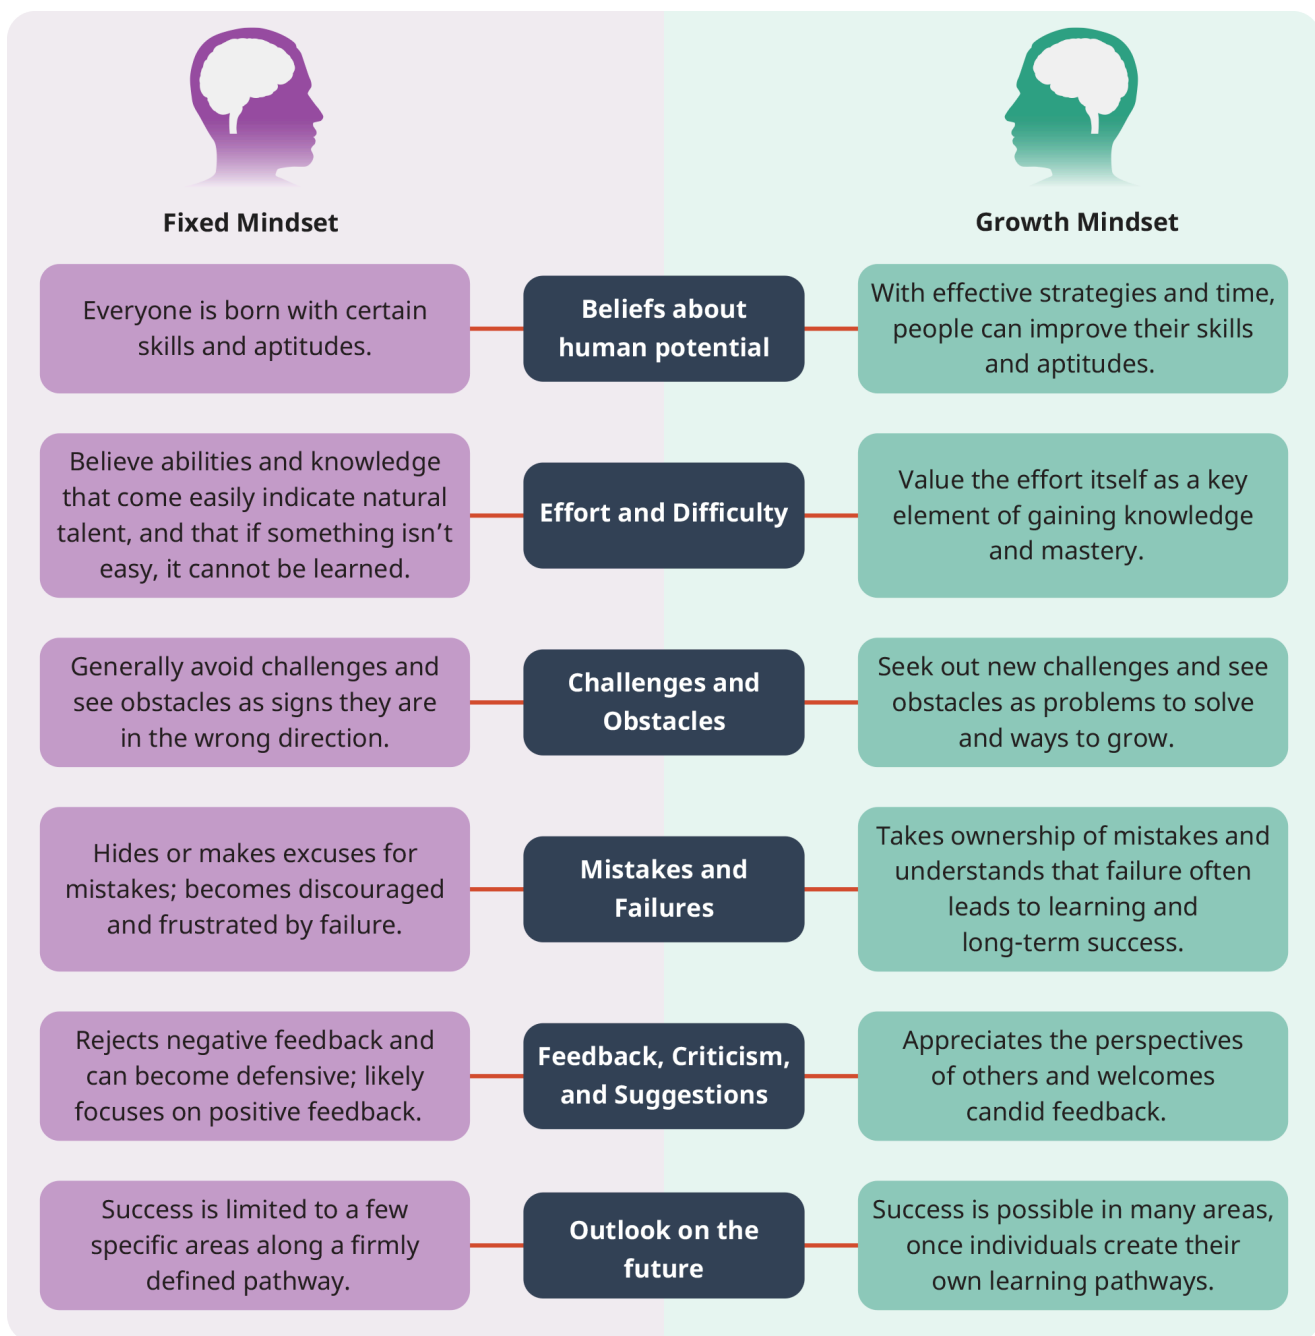 Fixed Mindset
Growth Mindset
Everyone is born with certain
skills and aptitudes.
Beliefs about
human potential
With effective strategies and time,
people can improve their skills
and aptitudes.
Believe abilities and knowledge
that come easily indicate natural
talent, and that if something isn’t
easy, it cannot be learned.
Effort and Difficulty
Value the effort itself as a key
element of gaining knowledge
and mastery.
Generally avoid challenges and
see obstacles as signs they are
in the wrong direction.
Challenges and
Obstacles
Seek out new challenges and see
obstacles as problems to solve
and ways to grow.
Hides or makes excuses for
mistakes; becomes discouraged
and frustrated by failure.
Mistakes and
Failures
Takes ownership of mistakes and
understands that failure often
leads to learning and
long-term success.
Rejects negative feedback and
can become defensive; likely
focuses on positive feedback.
Feedback, Criticism,
and Suggestions
Appreciates the perspectives
of others and welcomes
candid feedback.
Success is limited to a few
specific areas along a firmly
defined pathway.
Outlook on the
future
Success is possible in many areas,
once individuals create their
own learning pathways.